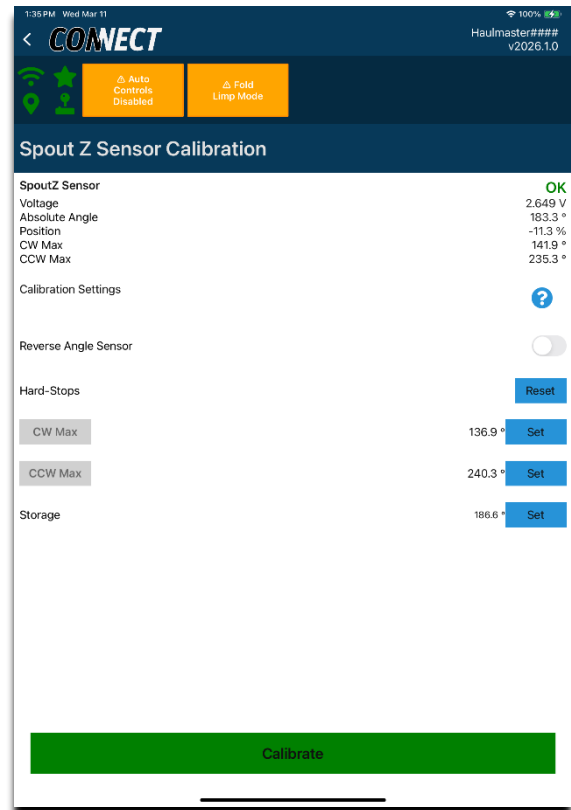 1:35 PM Wed Mar 11
100%
CONNECT
Haulmaster####
v2026.1.0
⚠ Auto
Controls
Disabled
⚠ Fold
Limp Mode
Spout Z Sensor Calibration
SpoutZ Sensor OK
Voltage 2.649 V
Absolute Angle 183.3 °
Position -11.3 %
CW Max 141.9 °
CCW Max 235.3 °
Calibration Settings ?
Reverse Angle Sensor
Hard-Stops Reset
CW Max 136.9 ° Set
CCW Max 240.3 ° Set
Storage 186.6 ° Set
Calibrate